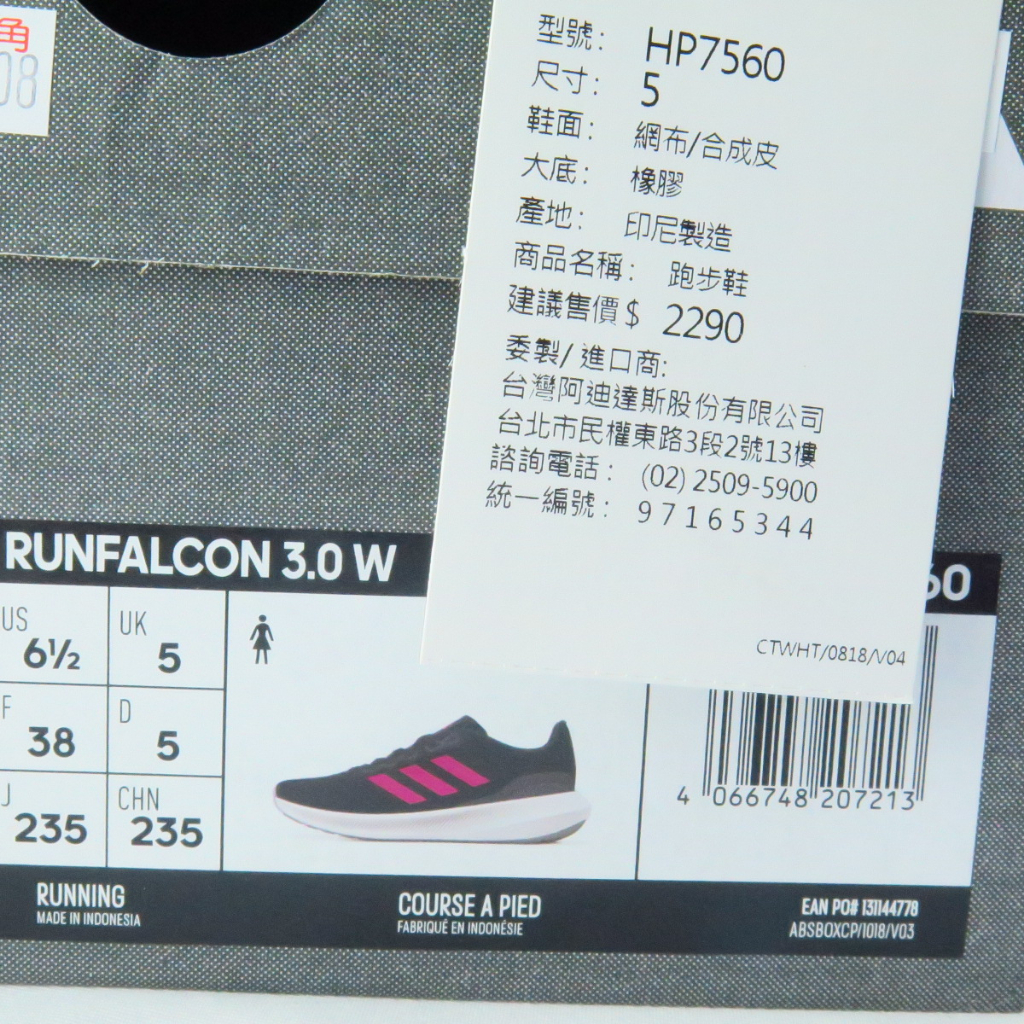 角
08
型號： HP7560
尺寸： 5
鞋面： 網布/合成皮
大底： 橡膠
產地： 印尼製造
商品名稱： 跑步鞋
建議售價$ 2290
委製/進口商:
台灣阿迪達斯股份有限公司
台北市民權東路3段2號13樓
諮詢電話： (02) 2509-5900
統一編號： 97165344
CTWHT/0818/V04
RUNFALCON 3.0 W
60
US 6½
UK 5
F 38
D 5
J 235
CHN 235
4 066748 207213
RUNNING
MADE IN INDONESIA
COURSE A PIED
FABRIQUÉ EN INDONÉSIE
EAN PO# 131144778
ABSBOXCP/1018/V03